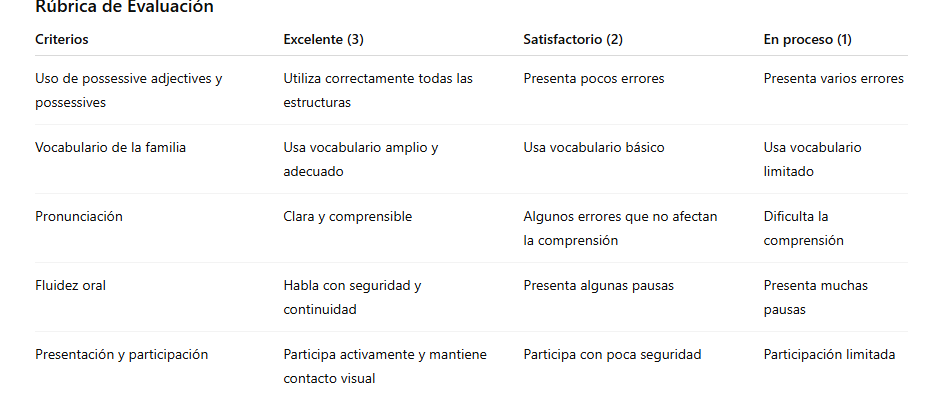 Rúbrica de Evaluación
Criterios Excelente (3) Satisfactorio (2) En proceso (1)
Uso de possessive adjectives y Utiliza correctamente todas las Presenta pocos errores Presenta varios errores
possessives estructuras
Vocabulario de la familia Usa vocabulario amplio y Usa vocabulario básico Usa vocabulario
adecuado limitado
Pronunciación Clara y comprensible Algunos errores que no afectan Dificulta la
la comprensión comprensión
Fluidez oral Habla con seguridad y Presenta algunas pausas Presenta muchas
continuidad pausas
Presentación y participación Participa activamente y mantiene Participa con poca seguridad Participación limitada
contacto visual